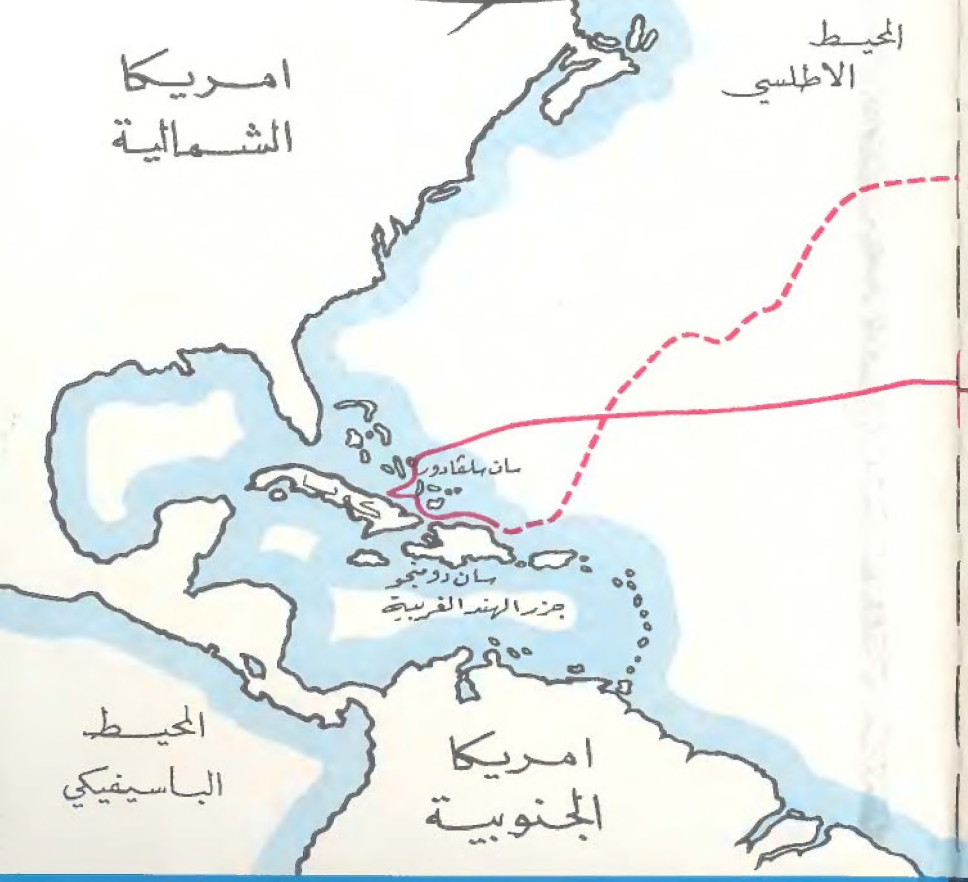 المحيط
الاطلسي
امريكا
الشمالية
سان سلفادور
كوبا
سان دومنجو
جزر الهند الغربية
المحيط
الباسيفيكي
امريكا
الجنوبية